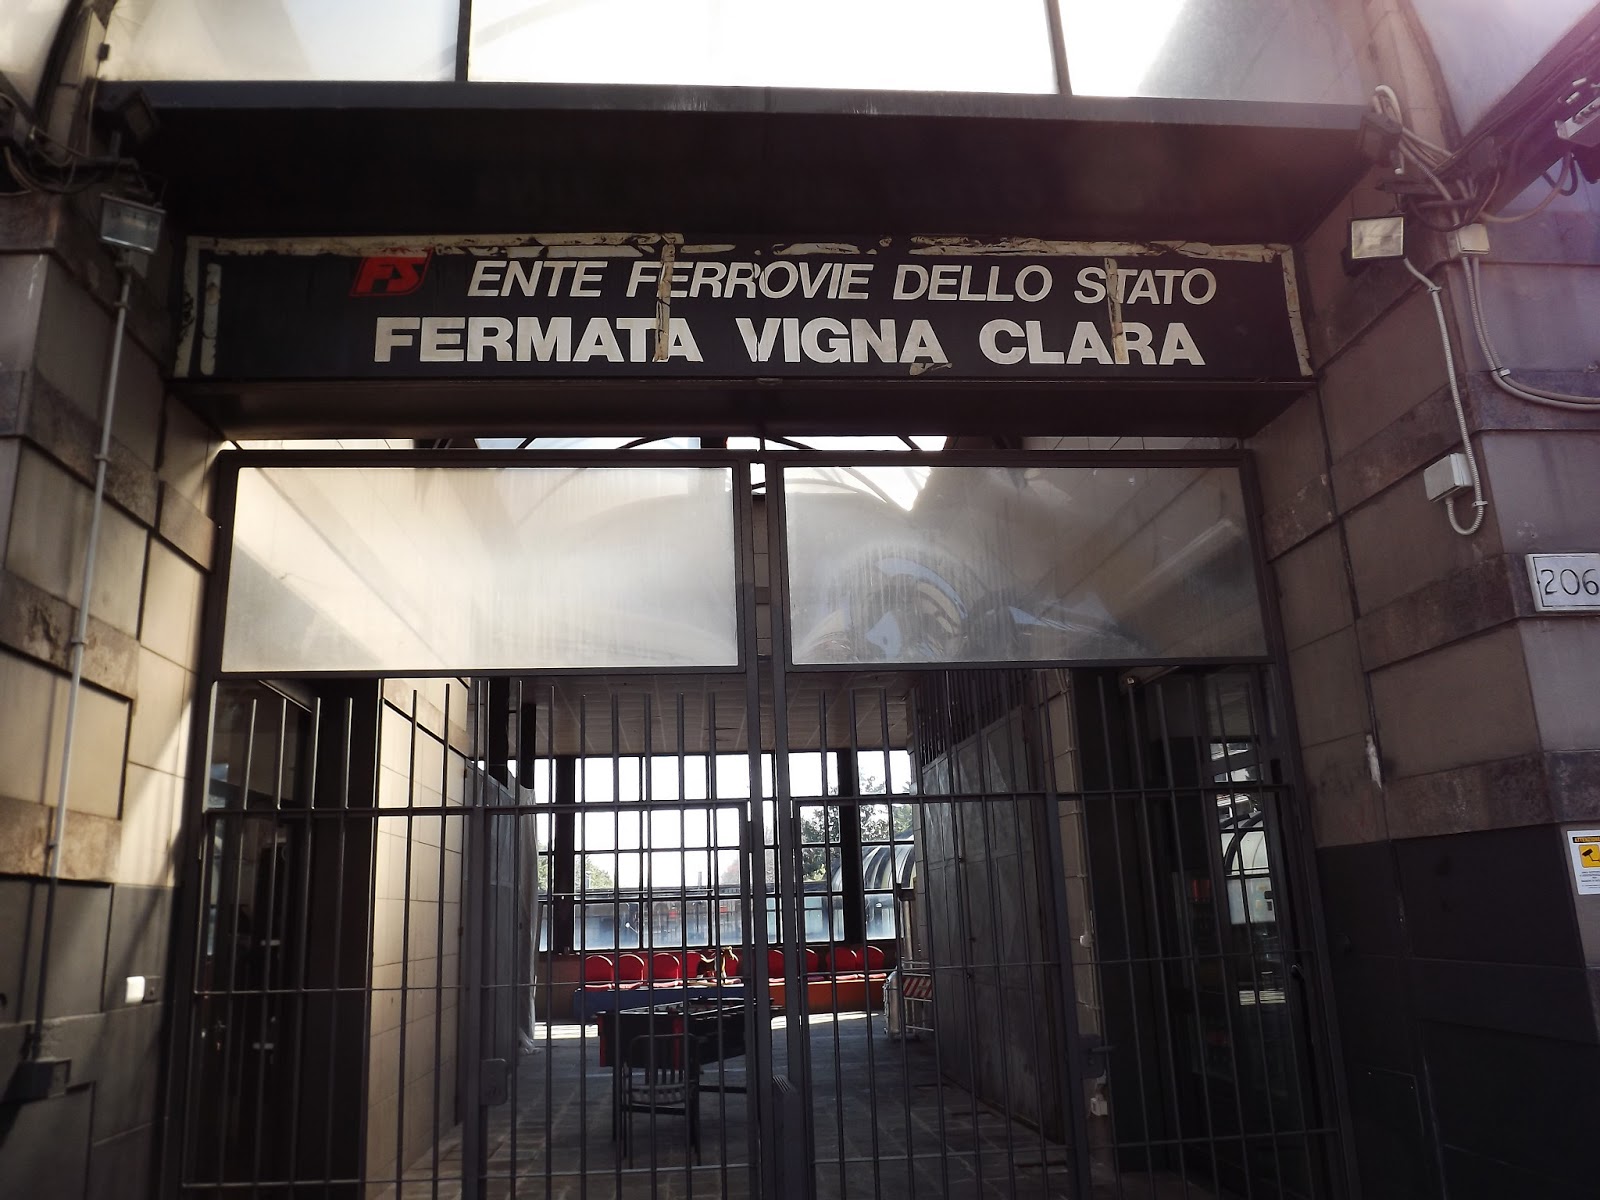 FS ENTE FERROVIE DELLO STATO
FERMATA VIGNA CLARA
206